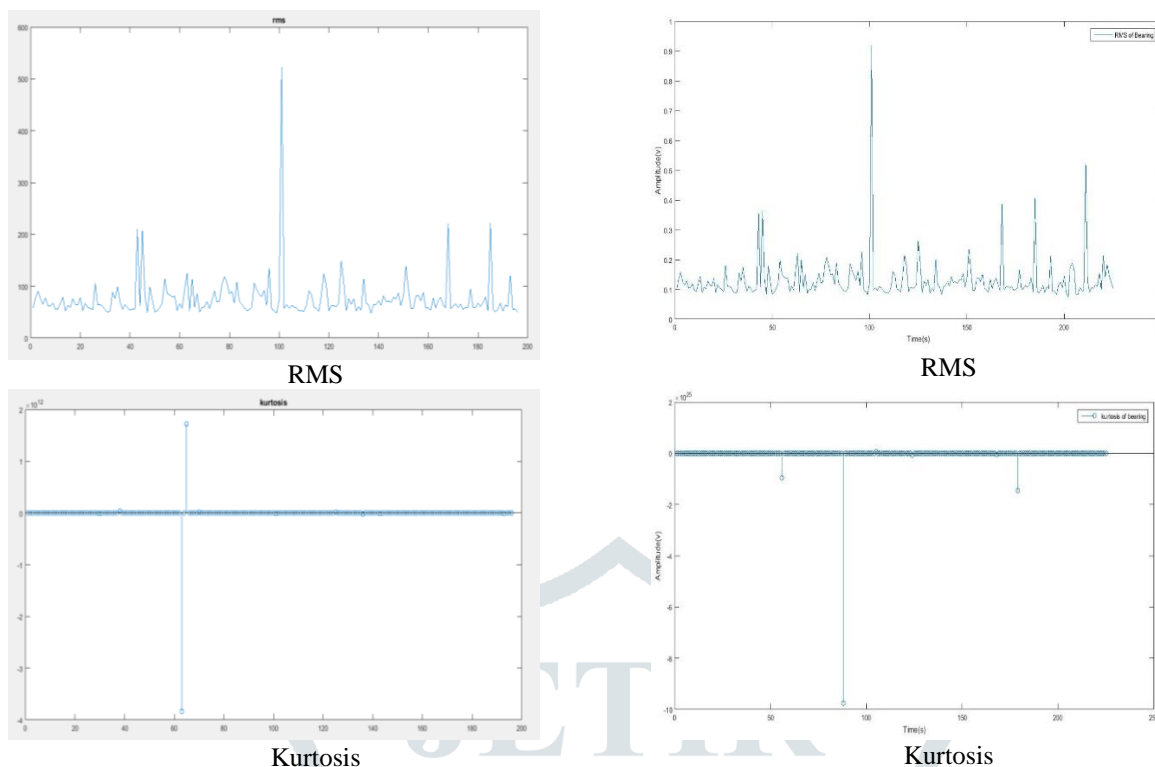 rms
600
500
400
300
200
100
0
0 20 40 60 80 100 120 140 160 180 200
RMS
1
0.9
0.8
0.7
0.6
0.5
0.4
0.3
0.2
0.1
0
Amplitude(v)
RMS of Bearing
0 50 100 150 200
Time(s)
RMS
kurtosis
×10^12
2
1
0
-1
-2
-3
-4
0 20 40 60 80 100 120 140 160 180 200
Kurtosis
×10^25
2
0
-2
-4
-6
-8
-10
Amplitude(v)
kurtosis of bearing
0 50 100 150 200 250
Time(s)
Kurtosis
JETIR